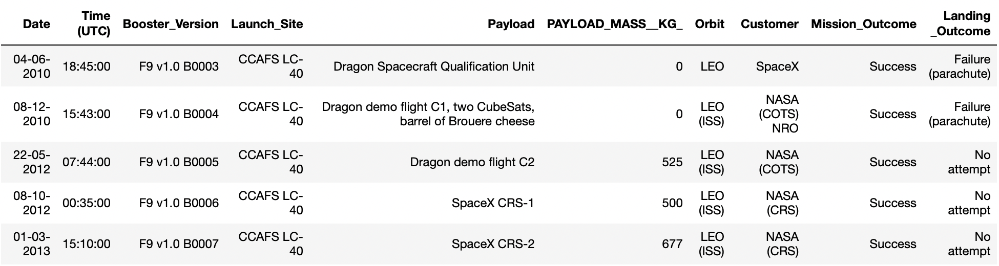 Date Time (UTC) Booster_Version Launch_Site Payload PAYLOAD_MASS__KG_ Orbit Customer Mission_Outcome Landing _Outcome
04-06-2010 18:45:00 F9 v1.0 B0003 CCAFS LC-40 Dragon Spacecraft Qualification Unit 0 LEO SpaceX Success Failure (parachute)
08-12-2010 15:43:00 F9 v1.0 B0004 CCAFS LC-40 Dragon demo flight C1, two CubeSats, barrel of Brouere cheese 0 LEO (ISS) NASA (COTS) NRO Success Failure (parachute)
22-05-2012 07:44:00 F9 v1.0 B0005 CCAFS LC-40 Dragon demo flight C2 525 LEO (ISS) NASA (COTS) Success No attempt
08-10-2012 00:35:00 F9 v1.0 B0006 CCAFS LC-40 SpaceX CRS-1 500 LEO (ISS) NASA (CRS) Success No attempt
01-03-2013 15:10:00 F9 v1.0 B0007 CCAFS LC-40 SpaceX CRS-2 677 LEO (ISS) NASA (CRS) Success No attempt